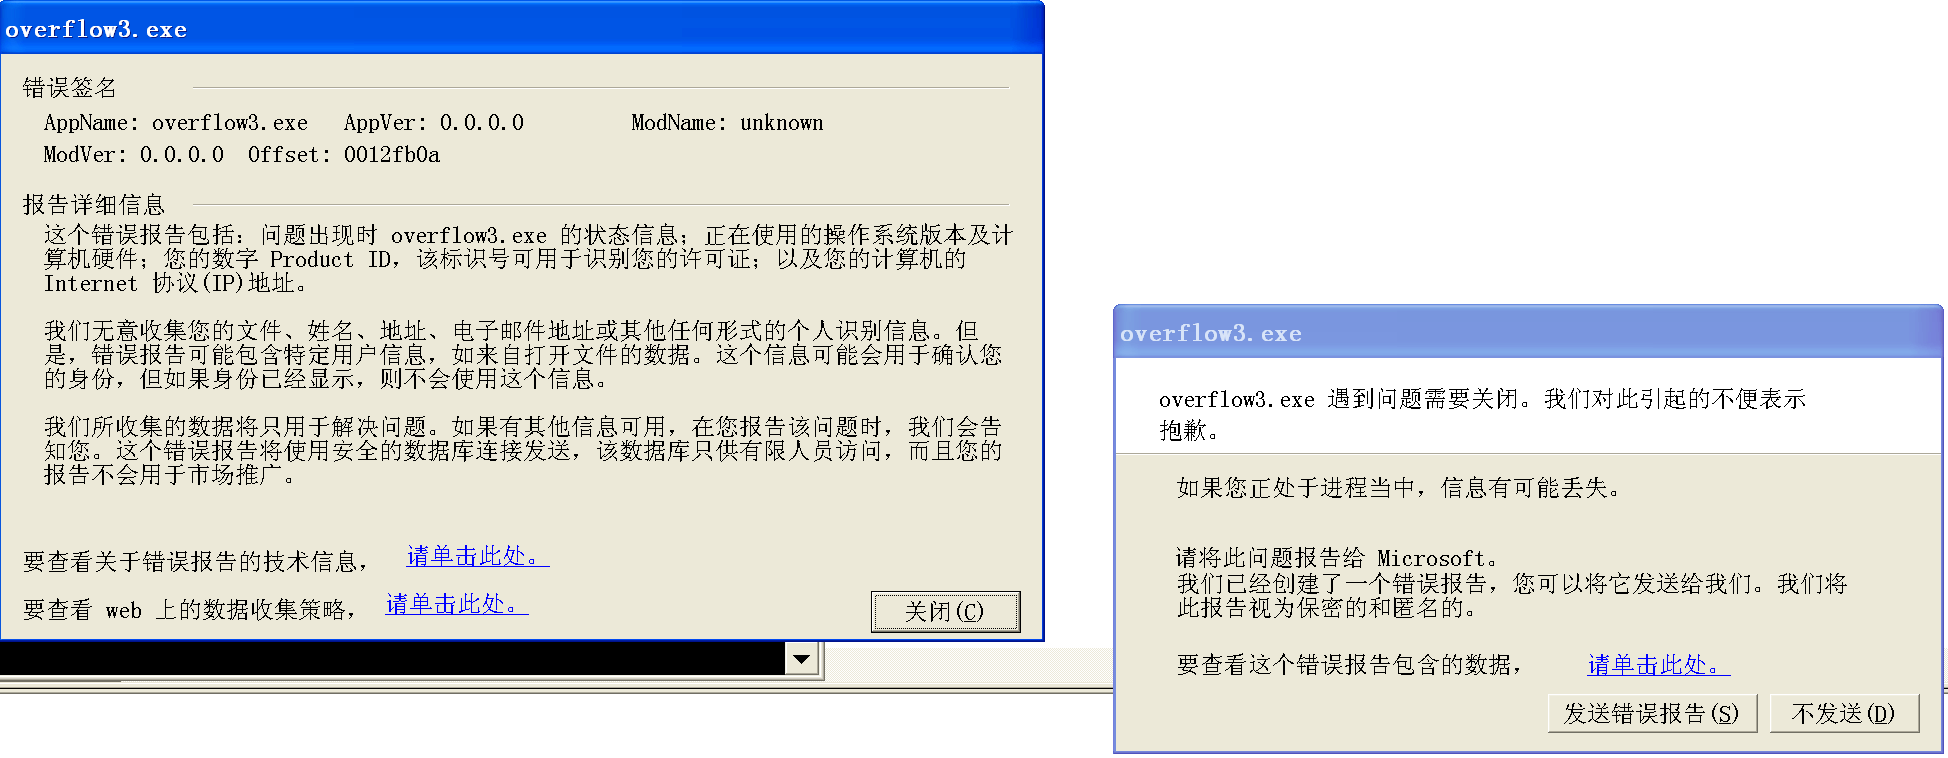 overflow3.exe
错误签名
AppName: overflow3.exe AppVer: 0.0.0.0 ModName: unknown
ModVer: 0.0.0.0 Offset: 0012fb0a
报告详细信息
这个错误报告包括: 问题出现时 overflow3.exe 的状态信息; 正在使用的操作系统版本及计
算机硬件; 您的数字 Product ID, 该标识号可用于识别您的许可证; 以及您的计算机的
Internet 协议(IP)地址。
我们无意收集您的文件、姓名、地址、电子邮件地址或其他任何形式的个人识别信息。但
是, 错误报告可能包含特定用户信息, 如来自打开文件的数据。这个信息可能会用于确认您
的身份, 但如果身份已经显示, 则不会使用这个信息。
我们所收集的数据将只用于解决问题。如果有其他信息可用, 在您报告该问题时, 我们会告
知您。这个错误报告将使用安全的数据库连接发送, 该数据库只供有限人员访问, 而且您的
报告不会用于市场推广。
要查看关于错误报告的技术信息, 请单击此处。
要查看 web 上的数据收集策略, 请单击此处。
关闭(C)
overflow3.exe
overflow3.exe 遇到问题需要关闭。我们对此引起的不便表示
抱歉。
如果您正处于进程当中, 信息有可能丢失。
请将此问题报告给 Microsoft。
我们已经创建了一个错误报告, 您可以将它发送给我们。我们将
此报告视为保密的和匿名的。
要查看这个错误报告包含的数据, 请单击此处。
发送错误报告(S) 不发送(D)